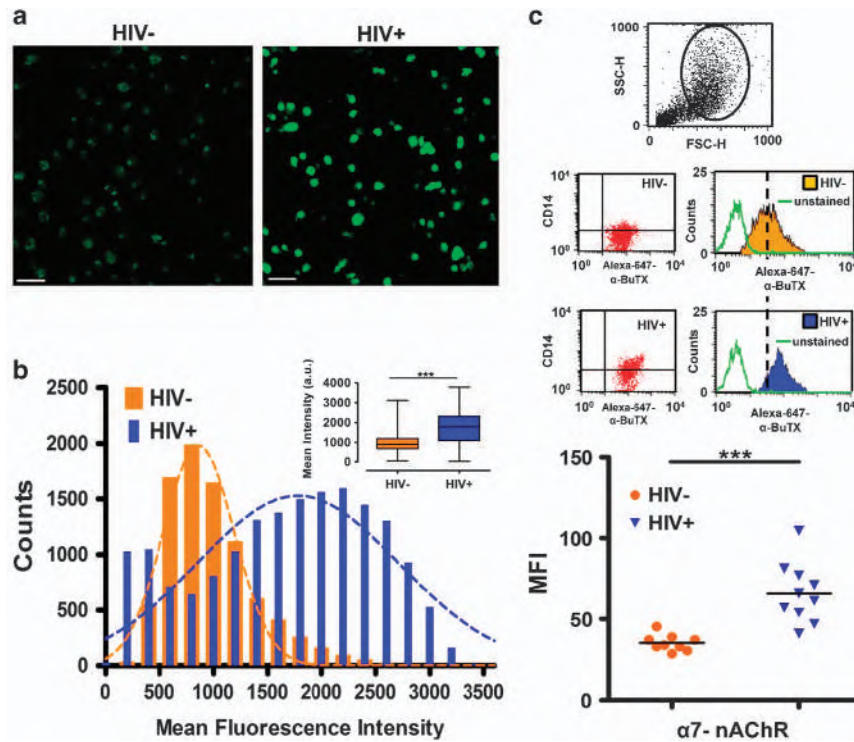 a
HIV-
HIV+
b
Counts
2500
2000
1500
1000
500
0
HIV-
HIV+
0 500 1000 1500 2000 2500 3000 3500
Mean Fluorescence Intensity
Mean Intensity (a.u.)
4000
3000
2000
1000
0
***
HIV-
HIV+
c
SSC-H
1000
0
0
1000
FSC-H
CD14
10⁴
10⁰
HIV-
10⁰
10⁴
Alexa-647-
α-BuTX
Counts
25
0
HIV-
unstained
10⁰
10⁴
Alexa-647-
α-BuTX
CD14
10⁴
10⁰
HIV+
10⁰
10⁴
Alexa-647-
α-BuTX
Counts
25
0
HIV+
unstained
10⁰
10⁴
Alexa-647-
α-BuTX
MFI
150
100
50
0
***
HIV-
HIV+
α7- nAChR